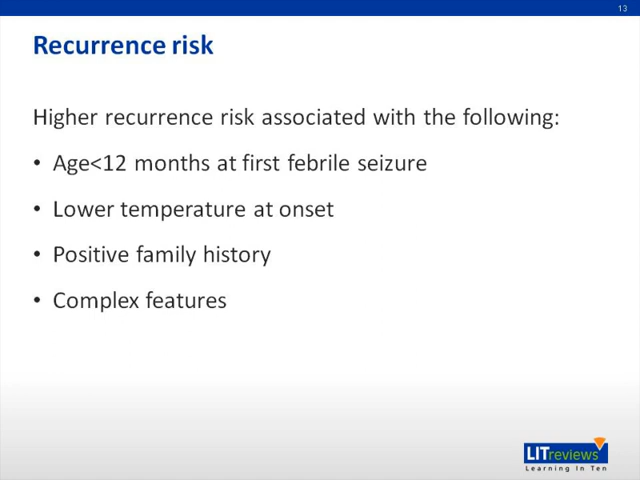 13
Recurrence risk
Higher recurrence risk associated with the following:
• Age<12 months at first febrile seizure
• Lower temperature at onset
• Positive family history
• Complex features
LITreviews
Learning In Ten